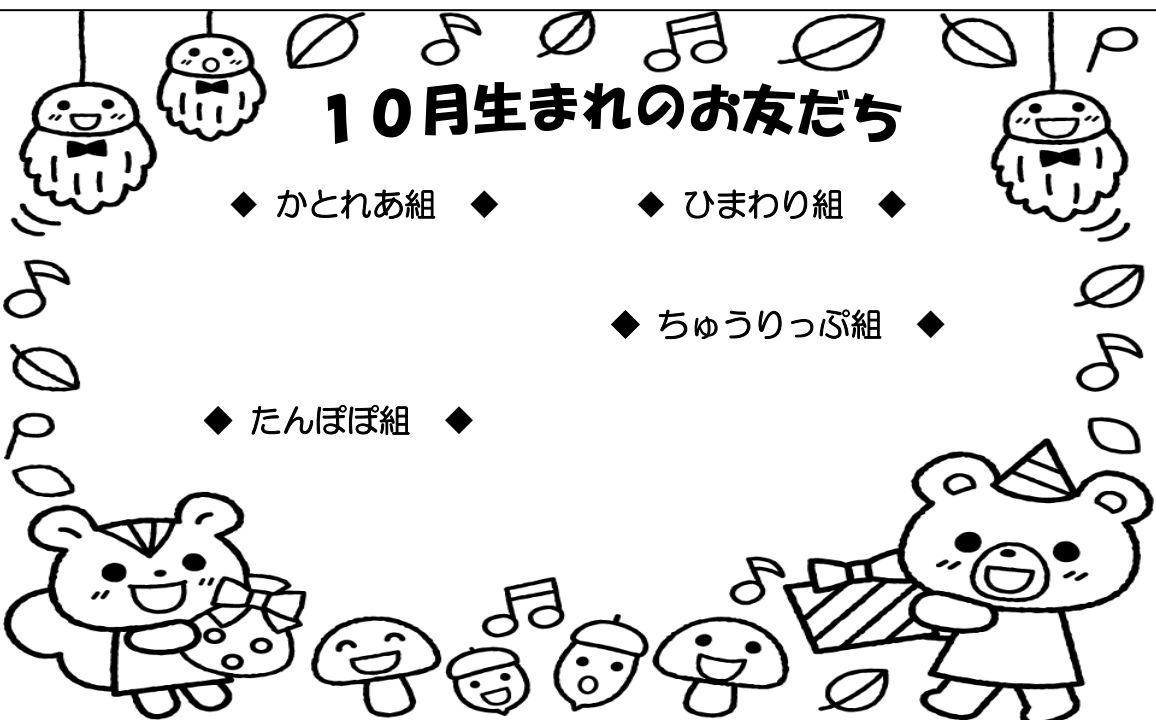 １０月生まれのお友だち
◆ かとれあ組 ◆
◆ ひまわり組 ◆
◆ ちゅうりっぷ組 ◆
◆ たんぽぽ組 ◆